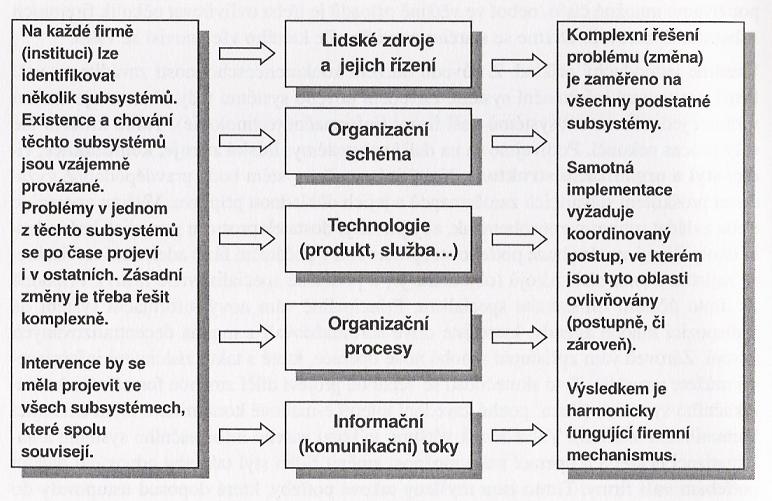 Na každé firmě
(instituci) lze
identifikovat
několik subsystémů.
Existence a chování
těchto subsystémů
je vzájemně
provázané.
Problémy v jednom
z těchto subsystémů
se po čase projeví
i v ostatních. Zásadní
změny je třeba řešit
komplexně.
Intervence by se
měla projevit ve
všech subsystémech,
které spolu
souvisejí.
Lidské zdroje
a jejich řízení
Organizační
schéma
Technologie
(produkt, služba...)
Organizační
Informační
(komunikační) toky
Komplexní řešení
problému (změna)
zaměřeno na
všechny podstatné
subsystémy.
Samotná
implementace
vyžaduje
koordinovaný
postup, ve kterém
jsou tyto oblasti
ovlivňovány
(postupně, či
zároveň).
Výsledkem je
harmonicky
fungující firemní
mechanismus.